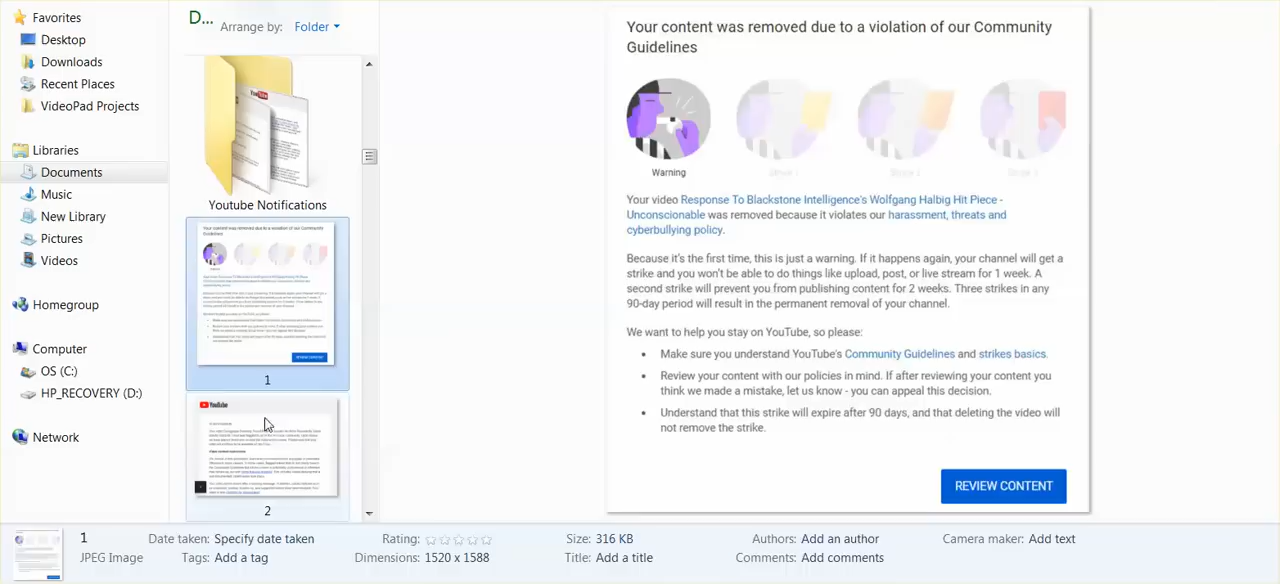 Favorites
Desktop
Downloads
Recent Places
VideoPad Projects
Libraries
Documents
Music
New Library
Pictures
Videos
Homegroup
Computer
OS (C:)
HP_RECOVERY (D:)
Network
D...
Arrange by: Folder
Youtube Notifications
1
YouTube
2
Your content was removed due to a violation of our Community
Guidelines
Warning
Strike 1
Strike 2
Strike 3
Your video Response To Blackstone Intelligence's Wolfgang Halbig Hit Piece -
Unconscionable was removed because it violates our harassment, threats and
cyberbullying policy.
Because it's the first time, this is just a warning. If it happens again, your channel will get a
strike and you won't be able to do things like upload, post, or live stream for 1 week. A
second strike will prevent you from publishing content for 2 weeks. Three strikes in any
90-day period will result in the permanent removal of your channel.
We want to help you stay on YouTube, so please:
• Make sure you understand YouTube's Community Guidelines and strikes basics.
• Review your content with our policies in mind. If after reviewing your content you
think we made a mistake, let us know - you can appeal this decision.
• Understand that this strike will expire after 90 days, and that deleting the video will
not remove the strike.
REVIEW CONTENT
1
JPEG Image
Date taken: Specify date taken
Tags: Add a tag
Rating:
Dimensions: 1520 x 1588
Size: 316 KB
Title: Add a title
Authors: Add an author
Comments: Add comments
Camera maker: Add text